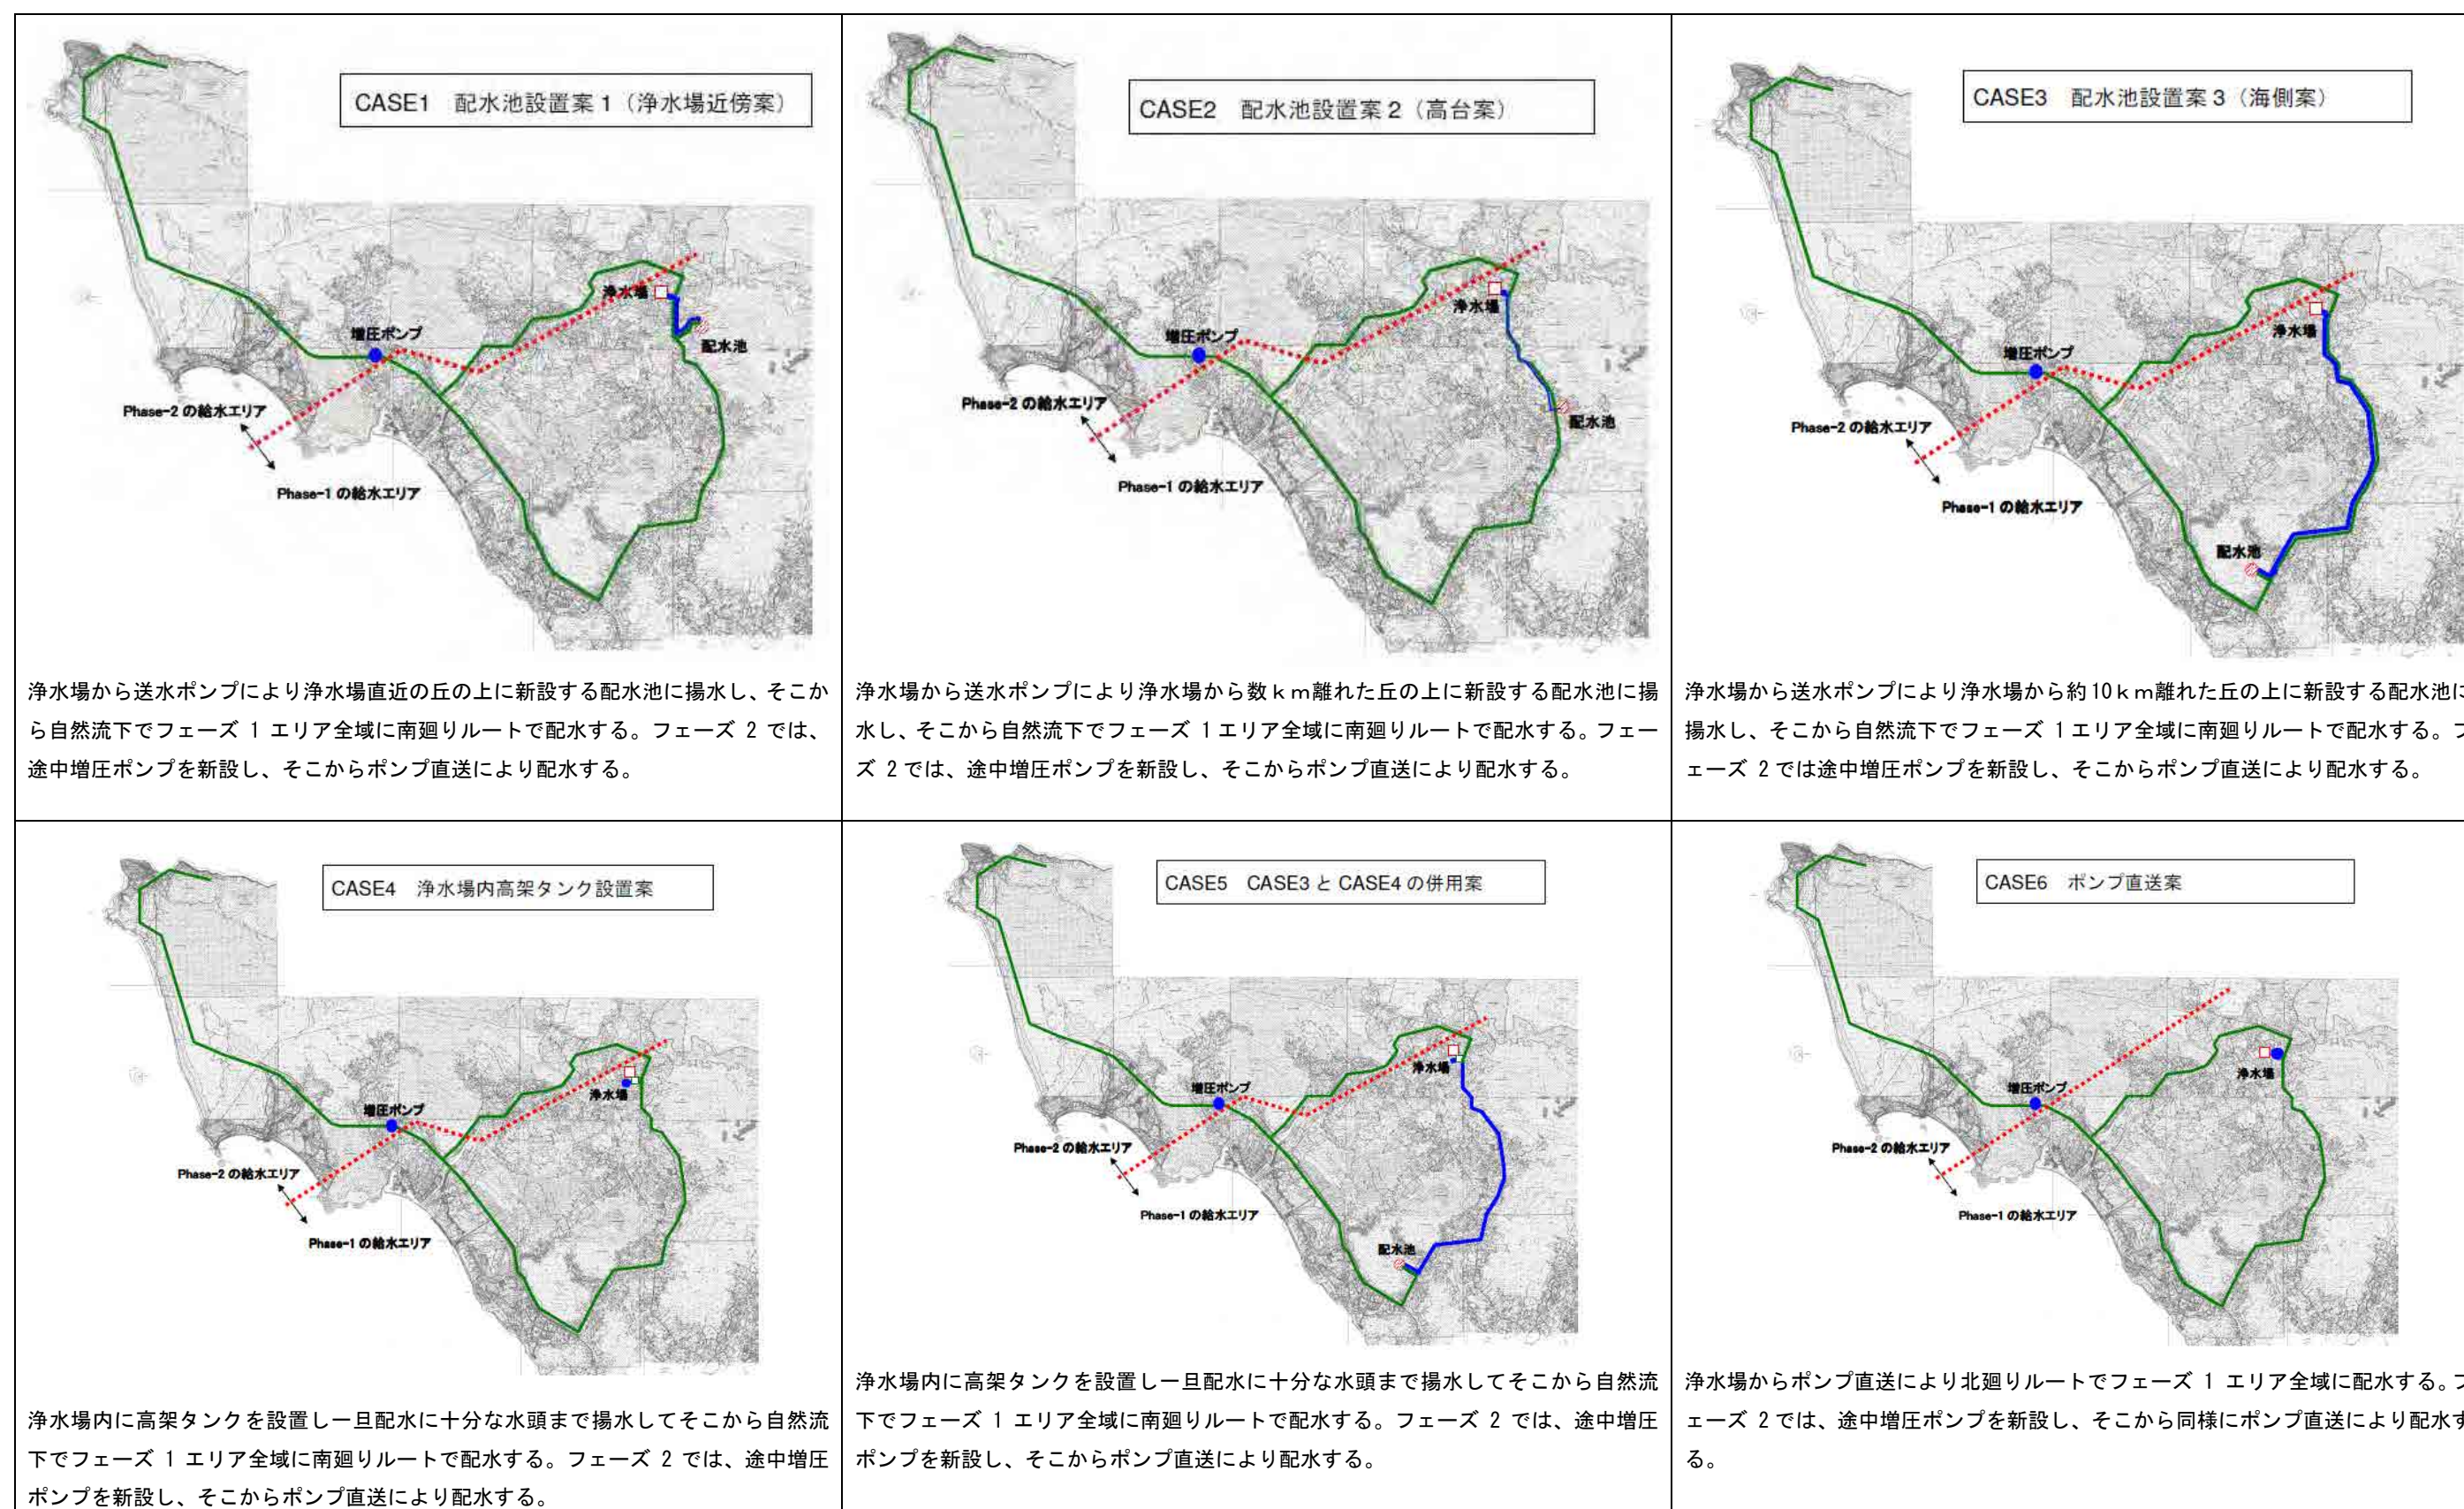 CASE1 配水池設置案1（浄水場近傍案）
浄水場
増圧ポンプ
配水池
Phase-2 の給水エリア
Phase-1 の給水エリア
浄水場から送水ポンプにより浄水場直近の丘の上に新設する配水池に揚水し、そこか
ら自然流下でフェーズ 1 エリア全域に南廻りルートで配水する。フェーズ 2 では、
途中増圧ポンプを新設し、そこからポンプ直送により配水する。
CASE2 配水池設置案2（高台案）
浄水場
増圧ポンプ
配水池
Phase-2 の給水エリア
Phase-1 の給水エリア
浄水場から送水ポンプにより浄水場から数ｋｍ離れた丘の上に新設する配水池に揚
水し、そこから自然流下でフェーズ 1 エリア全域に南廻りルートで配水する。フェー
ズ 2 では、途中増圧ポンプを新設し、そこからポンプ直送により配水する。
CASE3 配水池設置案3（海側案）
浄水場
増圧ポンプ
Phase-2 の給水エリア
Phase-1 の給水エリア
配水池
浄水場から送水ポンプにより浄水場から約10ｋｍ離れた丘の上に新設する配水池に
揚水し、そこから自然流下でフェーズ 1 エリア全域に南廻りルートで配水する。フ
ェーズ 2 では途中増圧ポンプを新設し、そこからポンプ直送により配水する。
CASE4 浄水場内高架タンク設置案
浄水場
増圧ポンプ
Phase-2 の給水エリア
Phase-1 の給水エリア
浄水場内に高架タンクを設置し一旦配水に十分な水頭まで揚水してそこから自然流
下でフェーズ 1 エリア全域に南廻りルートで配水する。フェーズ 2 では、途中増圧
ポンプを新設し、そこからポンプ直送により配水する。
CASE5 CASE3 と CASE4 の併用案
浄水場
増圧ポンプ
Phase-2 の給水エリア
Phase-1 の給水エリア
配水池
浄水場内に高架タンクを設置し一旦配水に十分な水頭まで揚水してそこから自然流
下でフェーズ 1 エリア全域に南廻りルートで配水する。フェーズ 2 では、途中増圧
ポンプを新設し、そこからポンプ直送により配水する。
CASE6 ポンプ直送案
浄水場
増圧ポンプ
Phase-2 の給水エリア
Phase-1 の給水エリア
浄水場からポンプ直送により北廻りルートでフェーズ 1 エリア全域に配水する。フ
ェーズ 2 では、途中増圧ポンプを新設し、そこから同様にポンプ直送により配水す
る。